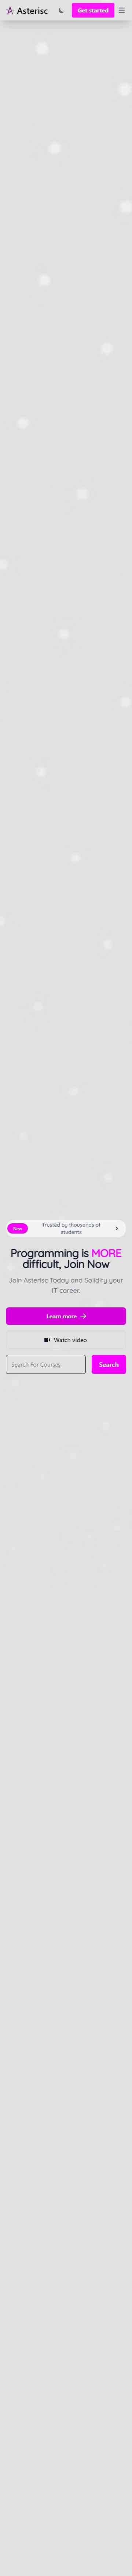 Asterisc
Get started
New
Trusted by thousands of
students
Programming is MORE
difficult, Join Now
Join Asterisc Today and Solidify your
IT career.
Learn more
Watch video
Search For Courses
Search